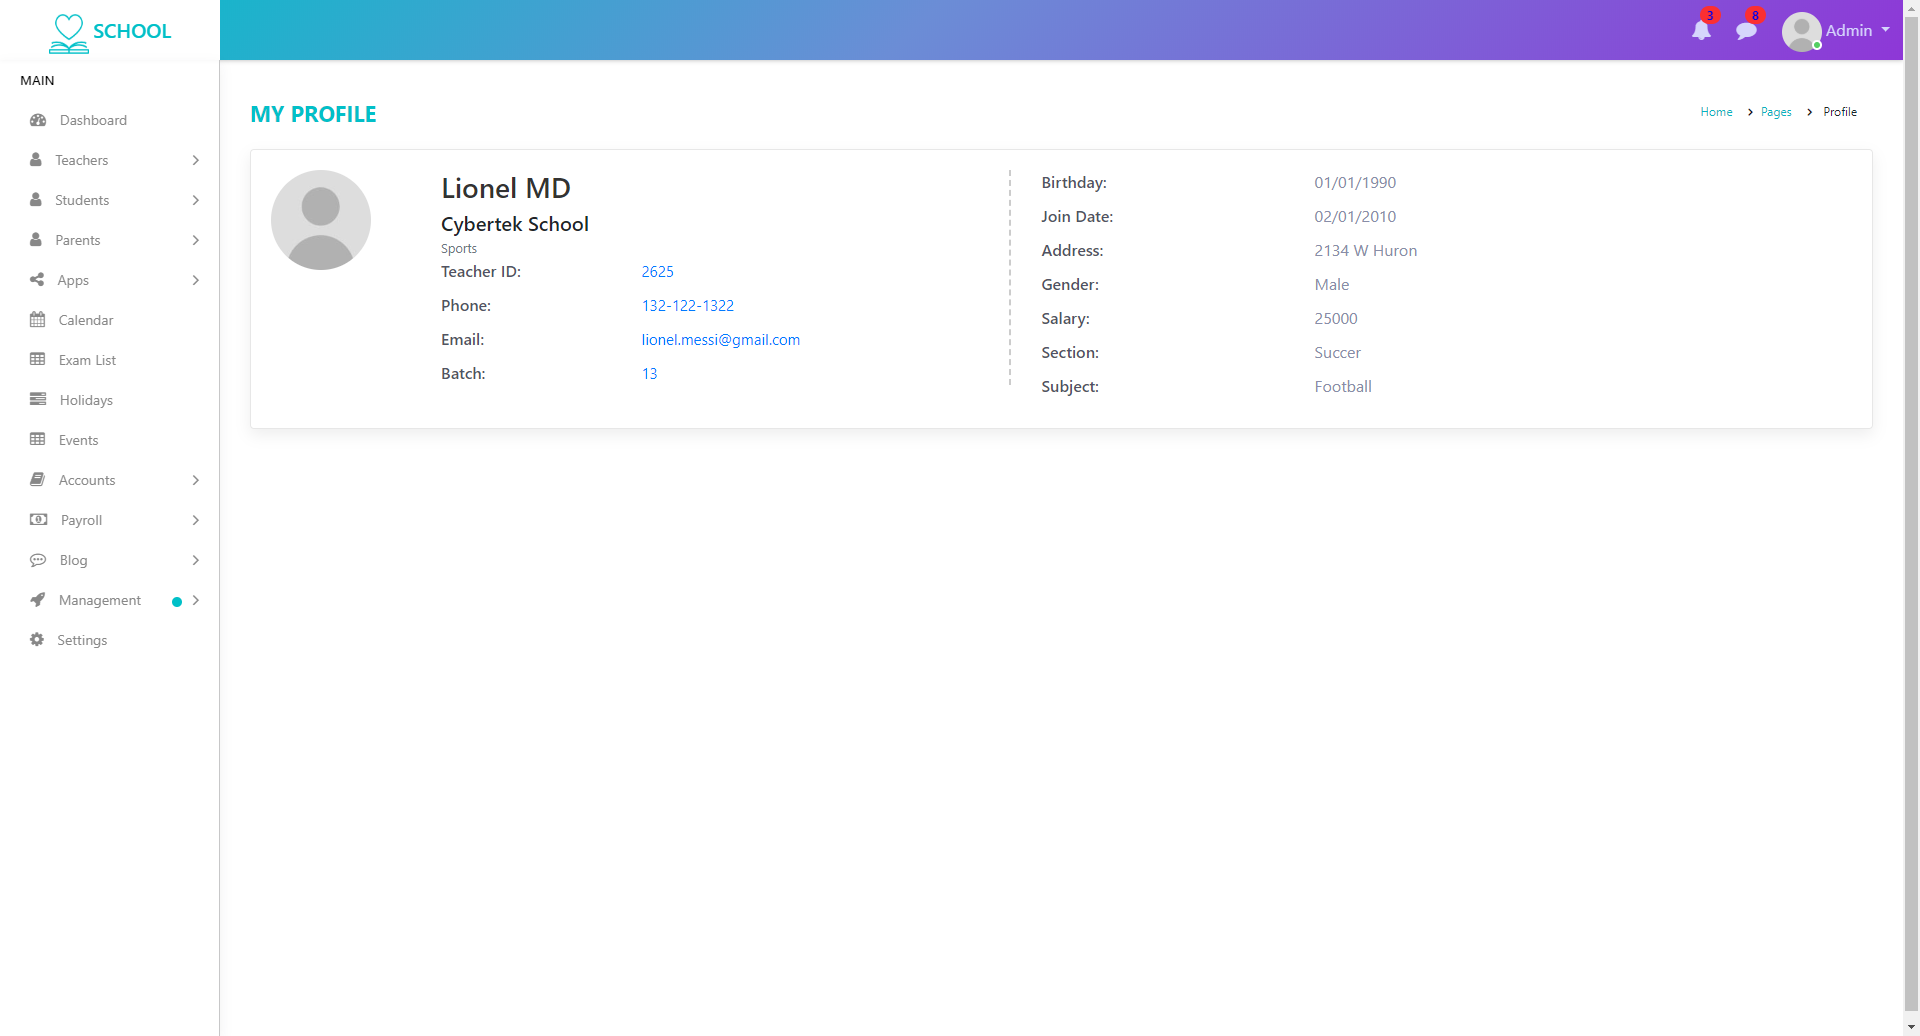 SCHOOL
3
8
Admin
MAIN
Dashboard
Teachers
Students
Parents
Apps
Calendar
Exam List
Holidays
Events
Accounts
Payroll
Blog
Management
Settings
MY PROFILE
Home Pages Profile
Lionel MD
Cybertek School
Sports
Teacher ID: 2625
Phone: 132-122-1322
Email: lionel.messi@gmail.com
Batch: 13
Birthday: 01/01/1990
Join Date: 02/01/2010
Address: 2134 W Huron
Gender: Male
Salary: 25000
Section: Succer
Subject: Football